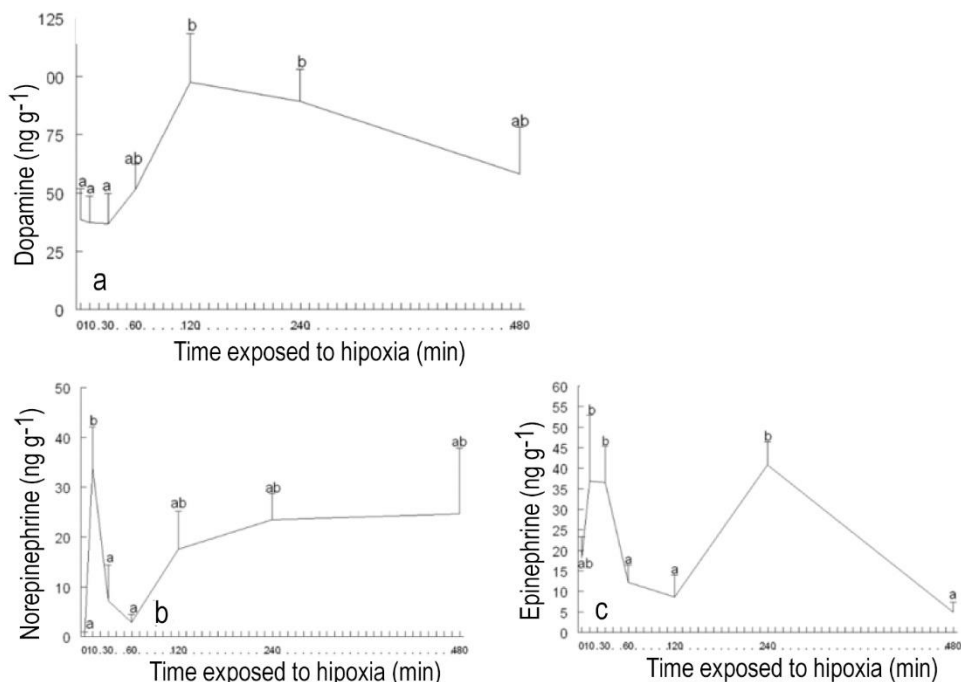 125
b
b
00
Dopamine (ng g-1)
75
ab
ab
a a a
50
25
a
0
010.30. .60. . . . . .120. . . . . . . . . . . .240. . . . . . . . . . . . . . . . . . . . . . . .480
Time exposed to hipoxia (min)
50
b
40
ab
Norepinephrine (ng g-1)
30
ab
ab
20
10
a
a
b
0
a
010.30. .60. . . . . .120. . . . . . . . . . . .240. . . . . . . . . . . . . . . . . . . . . . . .480
Time exposed to hipoxia (min)
60
55
b
50
b
b
45
Epinephrine (ng g-1)
40
35
30
25
20
ab
a
a
15
10
a
5
c
0
010.30. .60. . . . . .120. . . . . . . . . . . .240. . . . . . . . . . . . . . . . . . . . . . . .480
Time exposed to hipoxia (min)